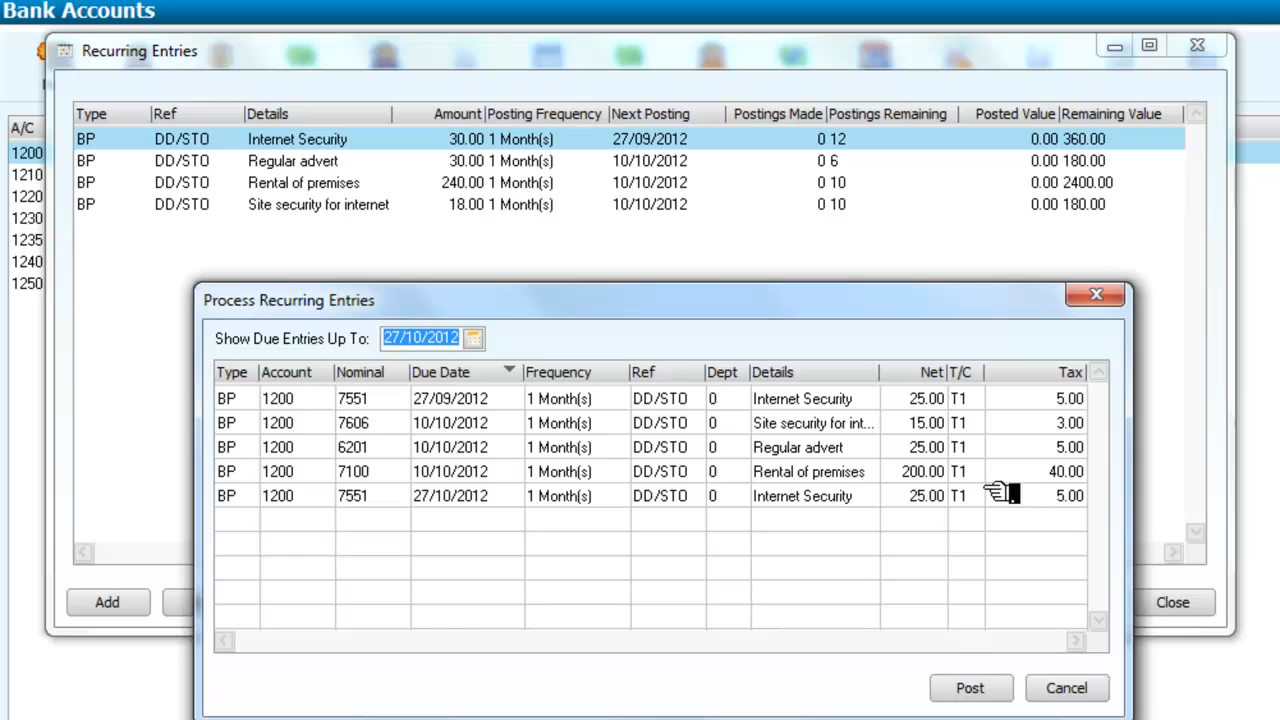 Bank Accounts
Recurring Entries
A/C
1200
1210
1220
1230
1235
1240
1250
Type Ref Details Amount Posting Frequency Next Posting Postings Made Postings Remaining Posted Value Remaining Value
BP DD/STO Internet Security 30.00 1 Month(s) 27/09/2012 0 12 0.00 360.00
BP DD/STO Regular advert 30.00 1 Month(s) 10/10/2012 0 6 0.00 180.00
BP DD/STO Rental of premises 240.00 1 Month(s) 10/10/2012 0 10 0.00 2400.00
BP DD/STO Site security for internet 18.00 1 Month(s) 10/10/2012 0 10 0.00 180.00
Process Recurring Entries
Show Due Entries Up To: 27/10/2012
Type Account Nominal Due Date Frequency Ref Dept Details Net T/C Tax
BP 1200 7551 27/09/2012 1 Month(s) DD/STO 0 Internet Security 25.00 T1 5.00
BP 1200 7606 10/10/2012 1 Month(s) DD/STO 0 Site security for int... 15.00 T1 3.00
BP 1200 6201 10/10/2012 1 Month(s) DD/STO 0 Regular advert 25.00 T1 5.00
BP 1200 7100 10/10/2012 1 Month(s) DD/STO 0 Rental of premises 200.00 T1 40.00
BP 1200 7551 27/10/2012 1 Month(s) DD/STO 0 Internet Security 25.00 T1 5.00
Add
Close
Post Cancel